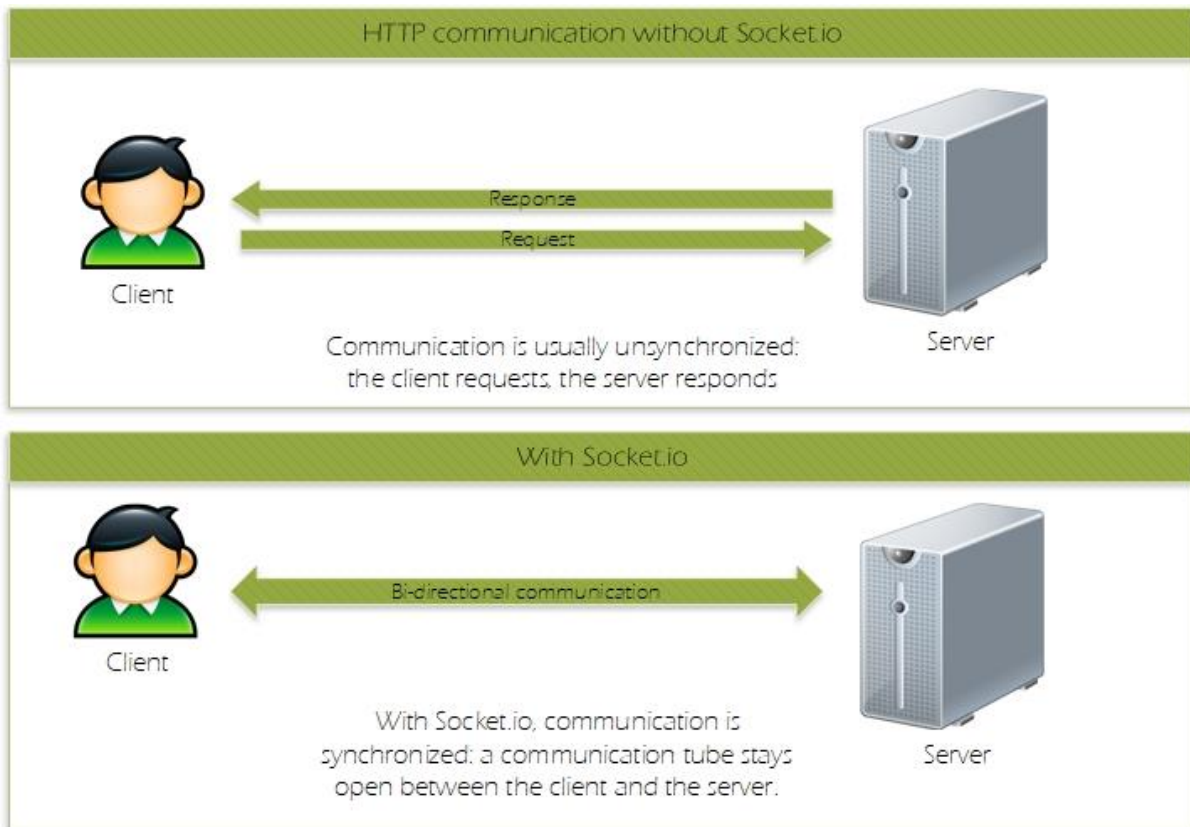 HTTP communication without Socket.io
Response
Request
Client
Server
Communication is usually unsynchronized:
the client requests, the server responds
With Socket.io
Bi-directional communication
Client
Server
With Socket.io, communication is
synchronized: a communication tube stays
open between the client and the server.